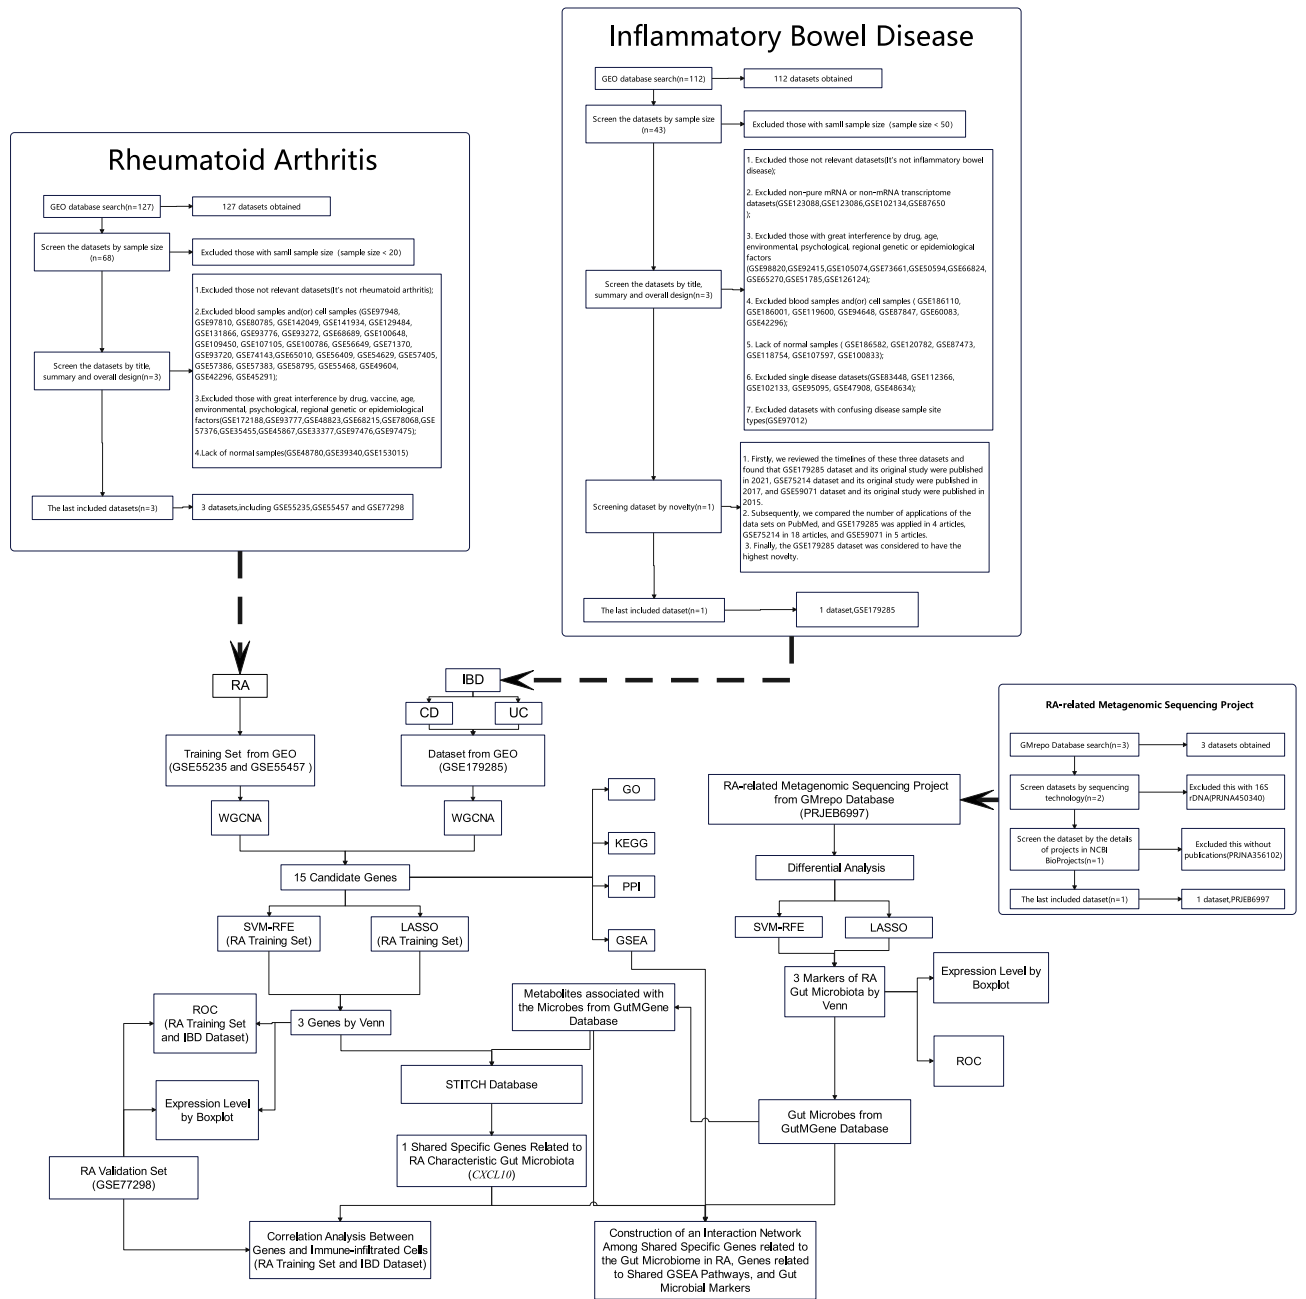 Inflammatory Bowel Disease
GEO database search(n=112)
112 datasets obtained
Screen the datasets by sample size
(n=43)
Excluded those with samll sample size（sample size < 50）
1. Excluded those not relevant datasets(It's not inflammatory bowel
disease);
2. Excluded non-pure mRNA or non-mRNA transcriptome
datasets(GSE123088,GSE123086,GSE102134,GSE87650
);
3. Excluded those with great interference by drug, age,
environmental, psychological, regional genetic or epidemiological
factors
(GSE98820,GSE92415,GSE105074,GSE73661,GSE50594,GSE66824,
GSE65270,GSE51785,GSE126124);
Screen the datasets by title,
summary and overall design(n=3)
4. Excluded blood samples and(or) cell samples ( GSE186110,
GSE186001, GSE119600, GSE94648, GSE87847, GSE60083,
GSE42296);
5. Lack of normal samples ( GSE186582, GSE120782, GSE87473,
GSE118754, GSE107597, GSE100833);
6. Excluded single disease datasets(GSE83448, GSE112366,
GSE102133, GSE95095, GSE47908, GSE48634);
7. Excluded datasets with confusing disease sample site
types(GSE97012)
Screening dataset by novelty(n=1)
1. Firstly, we reviewed the timelines of these three datasets and
found that GSE179285 dataset and its original study were published
in 2021, GSE75214 dataset and its original study were published in
2017, and GSE59071 dataset and its original study were published in
2015.
2. Subsequently, we compared the number of applications of the
data sets on PubMed, and GSE179285 was applied in 4 articles,
GSE75214 in 18 articles, and GSE59071 in 5 articles.
3. Finally, the GSE179285 dataset was considered to have the
highest novelty.
The last included dataset(n=1)
1 dataset,GSE179285
Rheumatoid Arthritis
GEO database search(n=127)
127 datasets obtained
Screen the datasets by sample size
(n=68)
Excluded those with samll sample size（sample size < 20）
1.Excluded those not relevant datasets(It's not rheumatoid arthritis);
2.Excluded blood samples and(or) cell samples (GSE97948,
GSE97810, GSE80785, GSE142049, GSE141934, GSE129484,
GSE131866, GSE93776, GSE93272, GSE68689, GSE100648,
GSE109450, GSE107105, GSE100786, GSE56649, GSE71370,
GSE93720, GSE74143,GSE65010, GSE56409, GSE54629, GSE57405,
GSE57386, GSE57383, GSE58795, GSE55468, GSE49604,
GSE42296, GSE45291);
Screen the datasets by title,
summary and overall design(n=3)
3.Excluded those with great interference by drug, vaccine, age,
environmental, psychological, regional genetic or epidemiological
factors(GSE172188,GSE93777,GSE48823,GSE68215,GSE78068,GSE
57376,GSE35455,GSE45867,GSE33377,GSE97476,GSE97475);
4.Lack of normal samples(GSE48780,GSE39340,GSE153015)
The last included datasets(n=3)
3 datasets,including GSE55235,GSE55457 and GSE77298
RA
IBD
CD
UC
Training Set from GEO
(GSE55235 and GSE55457 )
Dataset from GEO
(GSE179285)
WGCNA
WGCNA
15 Candidate Genes
GO
KEGG
PPI
GSEA
SVM-RFE
(RA Training Set)
LASSO
(RA Training Set)
3 Genes by Venn
ROC
(RA Training Set
and IBD Dataset)
Expression Level
by Boxplot
RA Validation Set
(GSE77298)
RA-related Metagenomic Sequencing Project
GMrepo Database search(n=3)
3 datasets obtained
Screen datasets by sequencing
technology(n=2)
Excluded this with 16S
rDNA(PRJNA450340)
Screen the dataset by the details
of projects in NCBI
BioProjects(n=1)
Excluded this without
publications(PRJNA356102)
The last included dataset(n=1)
1 dataset,PRJEB6997
RA-related Metagenomic Sequencing Project
from GMrepo Database
(PRJEB6997)
Differential Analysis
SVM-RFE
LASSO
3 Markers of RA
Gut Microbiota by
Venn
Expression Level by
Boxplot
ROC
Metabolites associated with
the Microbes from GutMGene
Database
STITCH Database
Gut Microbes from
GutMGene Database
1 Shared Specific Genes Related to
RA Characteristic Gut Microbiota
(CXCL10)
Correlation Analysis Between
Genes and Immune-infiltrated Cells
(RA Training Set and IBD Dataset)
Construction of an Interaction Network
Among Shared Specific Genes related to
the Gut Microbiome in RA, Genes related
to Shared GSEA Pathways, and Gut
Microbial Markers